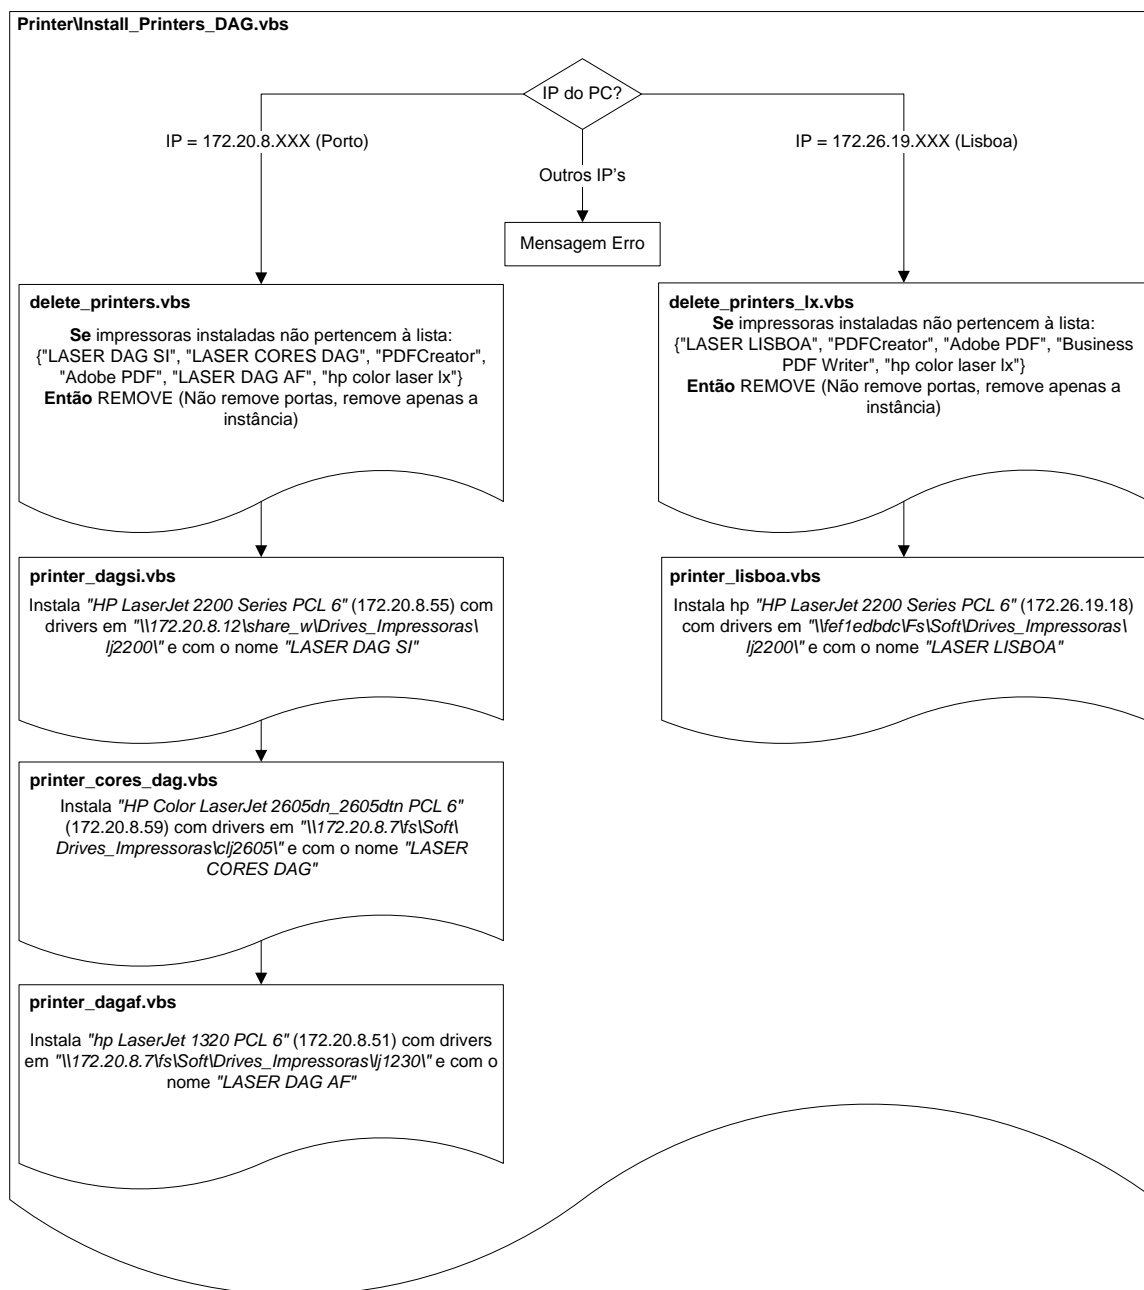 Printer\Install_Printers_DAG.vbs
IP do PC?
IP = 172.20.8.XXX (Porto)
IP = 172.26.19.XXX (Lisboa)
Outros IP's
Mensagem Erro
delete_printers.vbs
Se impressoras instaladas não pertencem à lista:
{"LASER DAG SI", "LASER CORES DAG", "PDFCreator",
"Adobe PDF", "LASER DAG AF", "hp color laser lx"}
Então REMOVE (Não remove portas, remove apenas a
instância)
delete_printers_lx.vbs
Se impressoras instaladas não pertencem à lista:
{"LASER LISBOA", "PDFCreator", "Adobe PDF", "Business
PDF Writer", "hp color laser lx"}
Então REMOVE (Não remove portas, remove apenas a
instância)
printer_dagsi.vbs
Instala "HP LaserJet 2200 Series PCL 6" (172.20.8.55) com
drivers em "\\172.20.8.12\share_w\Drives_Impressoras\
lj2200\" e com o nome "LASER DAG SI"
printer_lisboa.vbs
Instala hp "HP LaserJet 2200 Series PCL 6" (172.26.19.18)
com drivers em "\\fef1edbdc\Fs\Soft\Drives_Impressoras\
lj2200\" e com o nome "LASER LISBOA"
printer_cores_dag.vbs
Instala "HP Color LaserJet 2605dn_2605dtn PCL 6"
(172.20.8.59) com drivers em "\\172.20.8.7\fs\Soft\
Drives_Impressoras\clj2605\" e com o nome "LASER
CORES DAG"
printer_dagaf.vbs
Instala "hp LaserJet 1320 PCL 6" (172.20.8.51) com drivers
em "\\172.20.8.7\fs\Soft\Drives_Impressoras\lj1230\" e com o
nome "LASER DAG AF"